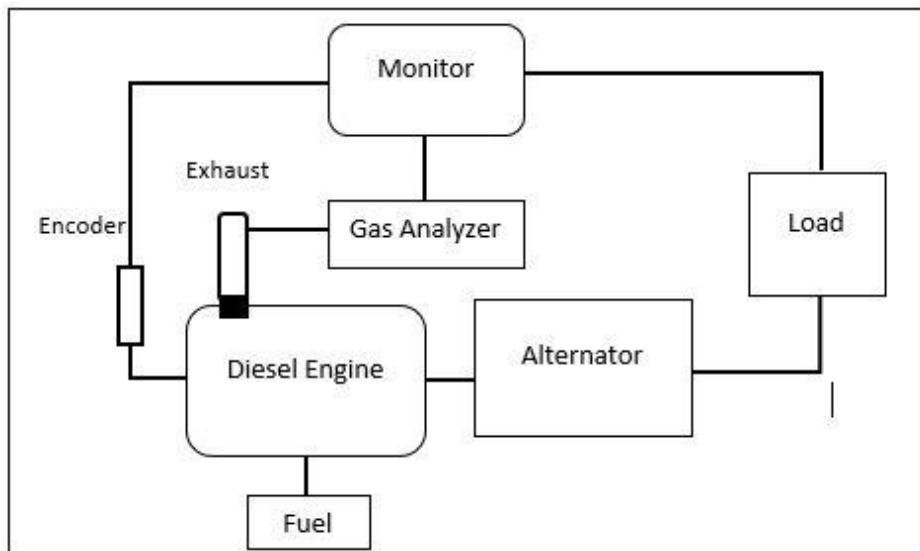 Monitor
Exhaust
Encoder
Gas Analyzer
Load
Diesel Engine
Alternator
Fuel